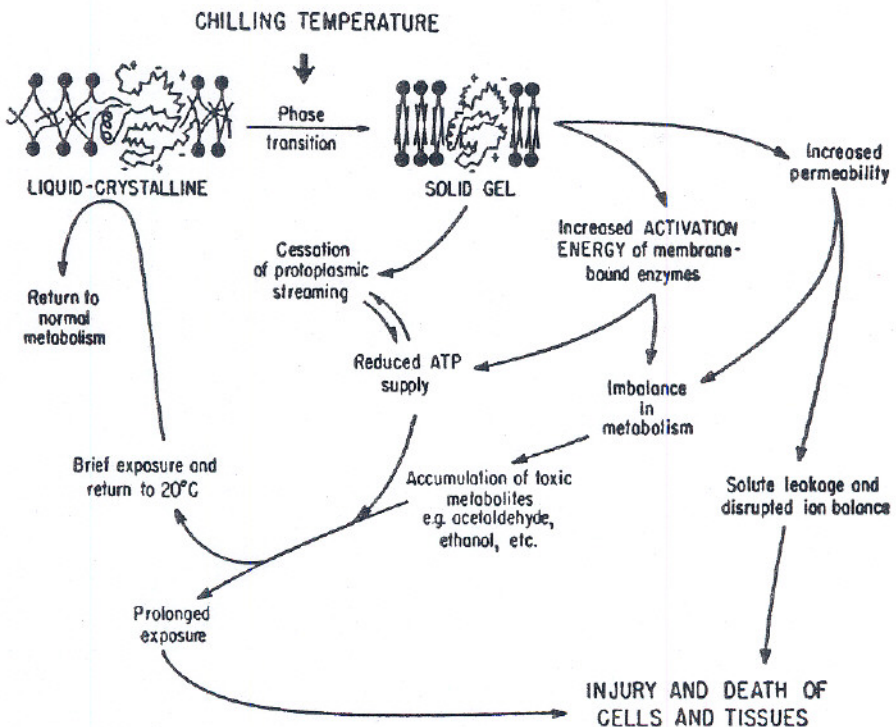 CHILLING TEMPERATURE
+
-
+
-
+
-
+
-
Phase
transition
LIQUID-CRYSTALLINE
SOLID GEL
Increased
permeability
Increased ACTIVATION
ENERGY of membrane-
bound enzymes
Cessation
of protoplasmic
streaming
Return to
normal
metabolism
Reduced ATP
supply
Imbalance
in
metabolism
Brief exposure and
return to 20°C
Accumulation of toxic
metabolites
e.g. acetaldehyde,
ethanol, etc.
Solute leakage and
disrupted ion balance
Prolonged
exposure
INJURY AND DEATH OF
CELLS AND TISSUES